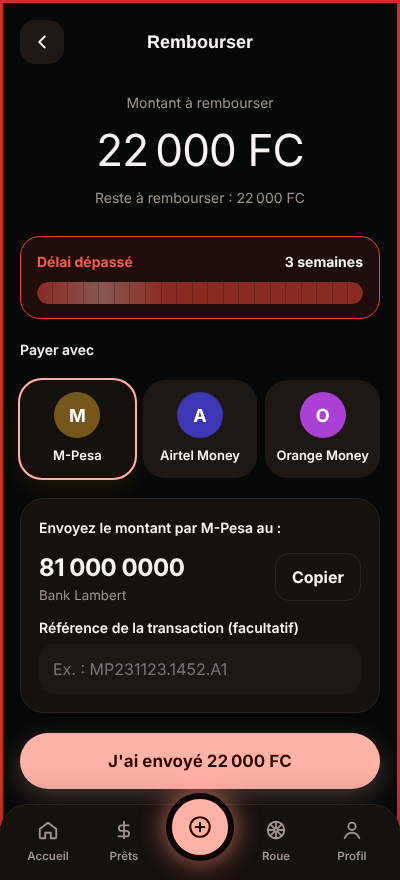 Rembourser
Montant à rembourser
22 000 FC
Reste à rembourser : 22 000 FC
Délai dépassé 3 semaines
Payer avec
M A O
M-Pesa Airtel Money Orange Money
Envoyez le montant par M-Pesa au :
81 000 0000
Copier
Bank Lambert
Référence de la transaction (facultatif)
Ex. : MP231123.1452.A1
J'ai envoyé 22 000 FC
Accueil Prêts Roue Profil